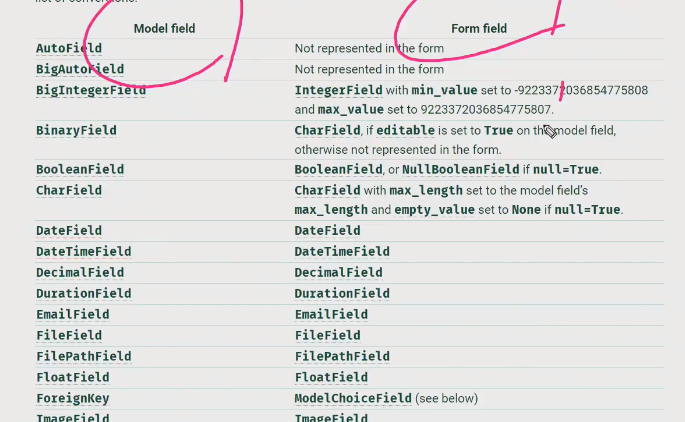 list of conversions:
Model field Form field
AutoField Not represented in the form
BigAutoField Not represented in the form
BigIntegerField IntegerField with min_value set to -9223372036854775808
and max_value set to 9223372036854775807.
BinaryField CharField, if editable is set to True on the model field,
otherwise not represented in the form.
BooleanField BooleanField, or NullBooleanField if null=True.
CharField CharField with max_length set to the model field's
max_length and empty_value set to None if null=True.
DateField DateField
DateTimeField DateTimeField
DecimalField DecimalField
DurationField DurationField
EmailField EmailField
FileField FileField
FilePathField FilePathField
FloatField FloatField
ForeignKey ModelChoiceField (see below)
ImageField ImageField